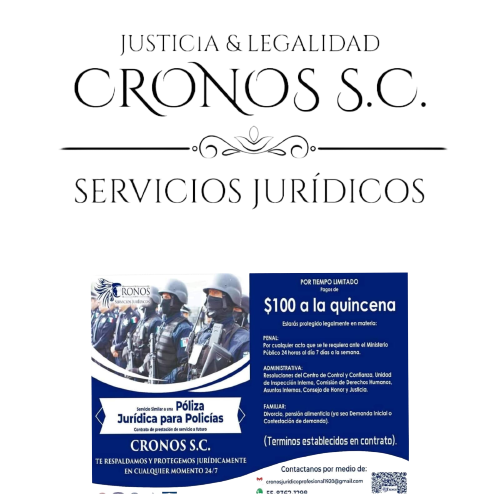 JUSTICIA & LEGALIDAD
CRONOS S.C.
SERVICIOS JURÍDICOS
CRONOS
SERVICIOS JURÍDICOS
Servicio Similar a una
Póliza
Jurídica para Policías
Contrato de prestación de servicio a futuro
CRONOS S.C.
TE RESPALDAMOS Y PROTEGEMOS JURÍDICAMENTE
EN CUALQUIER MOMENTO 24/7
POR TIEMPO LIMITADO
Pagos de
$100 a la quincena
Estarás protegido legalmente en materia:
PENAL:
Por cualquier acto que se te requiera ante el Ministerio
Público 24 horas al día 7 días a la semana.
ADMINISTRATIVA:
Resoluciones del Centro de Control y Confianza, Unidad
de Inspección Interna, Comisión de Derechos Humanos,
Asuntos Internos, Consejo de Honor y Justicia.
FAMILIAR:
Divorcio, pensión alimenticia (ya sea Demanda Inicial o
Contestación de demanda).
(Terminos establecidos en contrato).
Contactanos por medio de:
cronosjuridicoprofesional1920@gmail.com